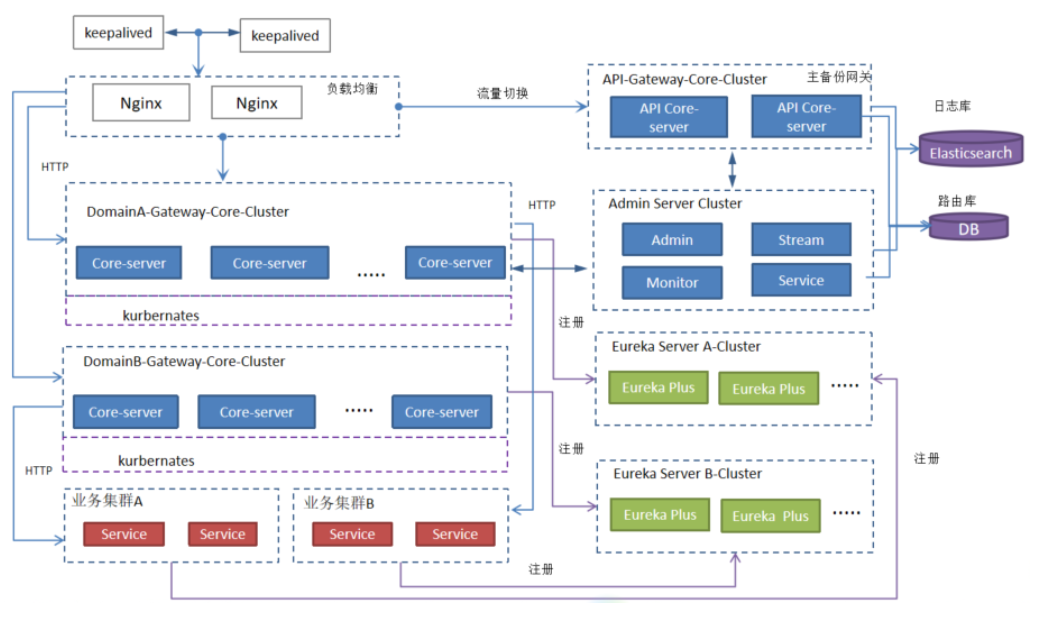 keepalived
keepalived
负载均衡
Nginx
Nginx
流量切换
API-Gateway-Core-Cluster
主备份网关
API Core-
server
API Core-
server
日志库
Elasticsearch
路由库
DB
HTTP
HTTP
DomainA-Gateway-Core-Cluster
Core-server
Core-server
.....
Core-server
kurbernates
Admin Server Cluster
Admin
Stream
Monitor
Service
注册
DomainB-Gateway-Core-Cluster
Core-server
Core-server
.....
Core-server
kurbernates
Eureka Server A-Cluster
Eureka Plus
Eureka Plus
.....
注册
注册
HTTP
Eureka Server B-Cluster
Eureka Plus
Eureka Plus
.....
业务集群A
Service
Service
业务集群B
Service
Service
注册